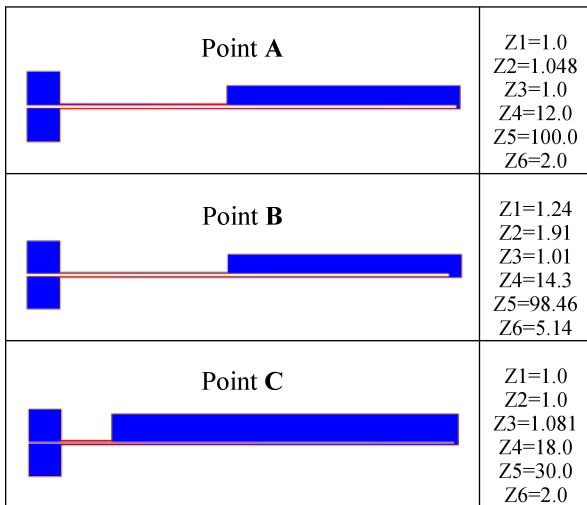 Point A
Z1=1.0
Z2=1.048
Z3=1.0
Z4=12.0
Z5=100.0
Z6=2.0
Point B
Z1=1.24
Z2=1.91
Z3=1.01
Z4=14.3
Z5=98.46
Z6=5.14
Point C
Z1=1.0
Z2=1.0
Z3=1.081
Z4=18.0
Z5=30.0
Z6=2.0